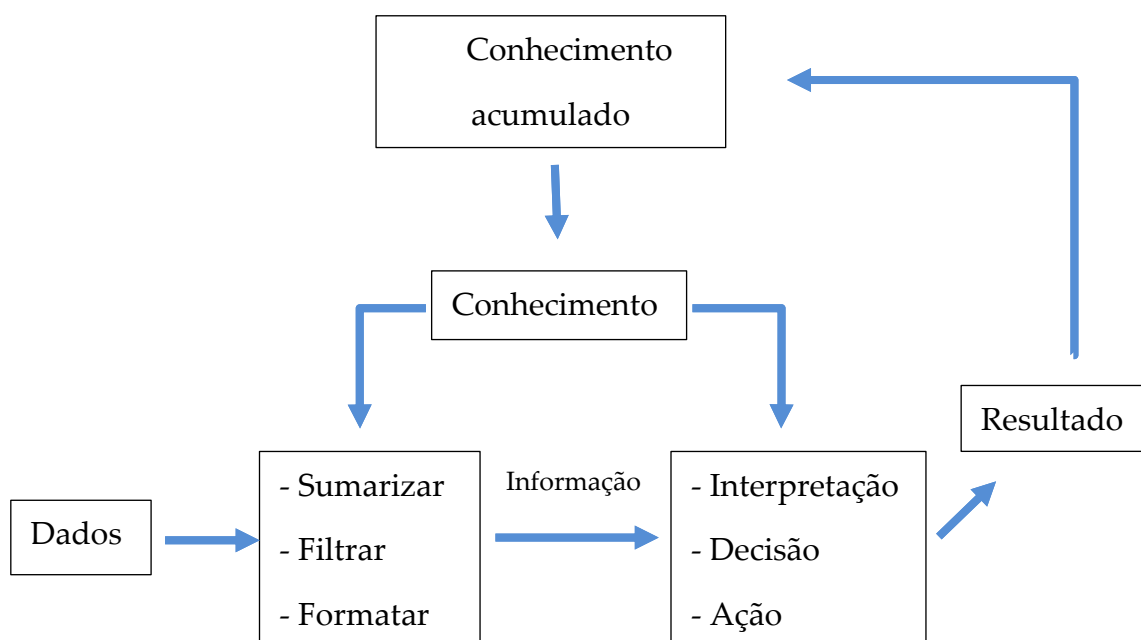 Conhecimento
acumulado
Conhecimento
Resultado
Dados
- Sumarizar
- Filtrar
- Formatar
Informação
- Interpretação
- Decisão
- Ação